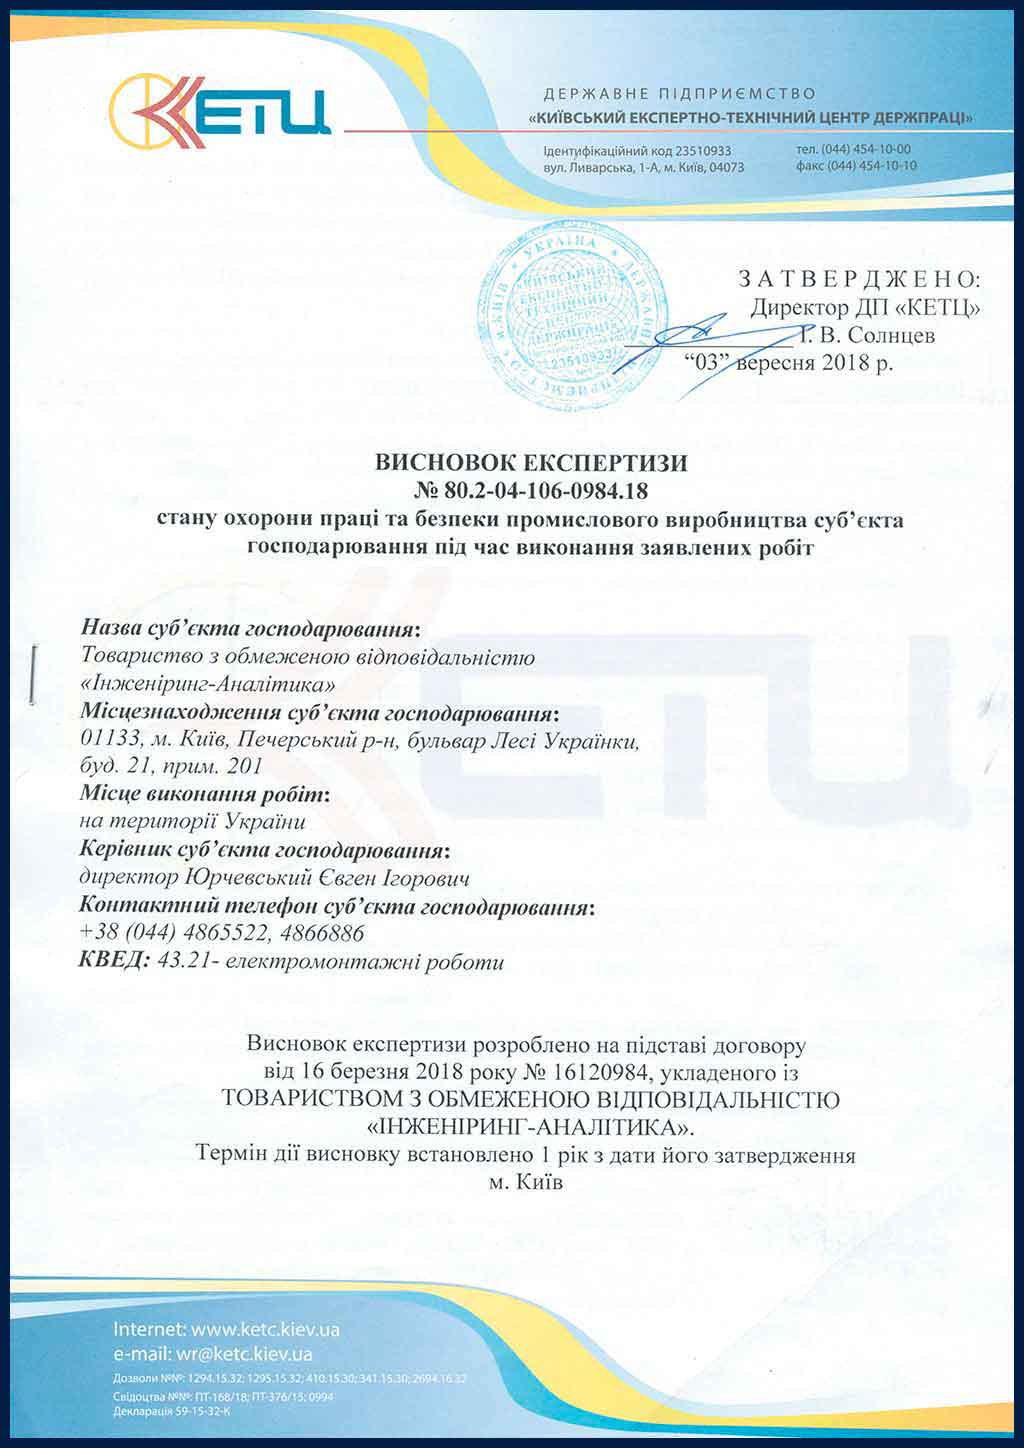 КЕТЦ
ДЕРЖАВНЕ ПІДПРИЄМСТВО
«КИЇВСЬКИЙ ЕКСПЕРТНО-ТЕХНІЧНИЙ ЦЕНТР ДЕРЖПРАЦІ»
Ідентифікаційний код 23510933
вул. Ливарська, 1-А, м. Київ, 04073
тел. (044) 454-10-00
факс (044) 454-10-10
УКРАЇНА
м. КИЇВ
«КИЇВСЬКИЙ
ЕКСПЕРТНО-
ТЕХНІЧНИЙ
ЦЕНТР
ДЕРЖПРАЦІ»
23510933
ЗАТВЕРДЖЕНО:
Директор ДП «КЕТЦ»
І. В. Солнцев
“03” вересня 2018 р.
ВИСНОВОК ЕКСПЕРТИЗИ
№ 80.2-04-106-0984.18
стану охорони праці та безпеки промислового виробництва суб’єкта
господарювання під час виконання заявлених робіт
Назва суб’єкта господарювання:
Товариство з обмеженою відповідальністю
«Інженіринг-Аналітика»
Місцезнаходження суб’єкта господарювання:
01133, м. Київ, Печерський р-н, бульвар Лесі Українки,
буд. 21, прим. 201
Місце виконання робіт:
на території України
Керівник суб’єкта господарювання:
директор Юрчевський Євген Ігорович
Контактний телефон суб’єкта господарювання:
+38 (044) 4865522, 4866886
КВЕД: 43.21- електромонтажні роботи
Висновок експертизи розроблено на підставі договору
від 16 березня 2018 року № 16120984, укладеного із
ТОВАРИСТВОМ З ОБМЕЖЕНОЮ ВІДПОВІДАЛЬНІСТЮ
«ІНЖЕНІРИНГ-АНАЛІТИКА».
Термін дії висновку встановлено 1 рік з дати його затвердження
м. Київ
Internet: www.ketc.kiev.ua
e-mail: wr@ketc.kiev.ua
Дозволи №№: 1294.15.32; 1295.15.32; 410.15.30; 341.15.30; 2694.16.32
Свідоцтва №№: ПТ-168/18; ПТ-376/15; 0994
Декларація 59-15-32-К